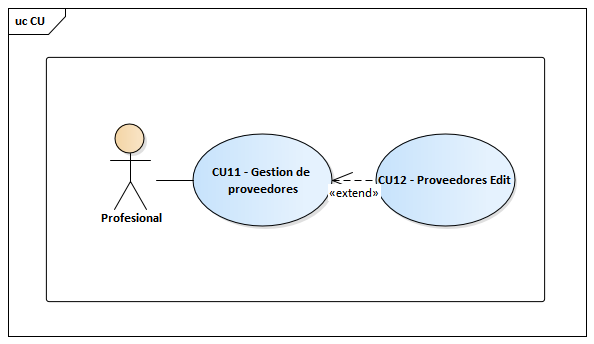 uc CU
CU11 - Gestion de
proveedores
CU12 - Proveedores Edit
«extend»
Profesional